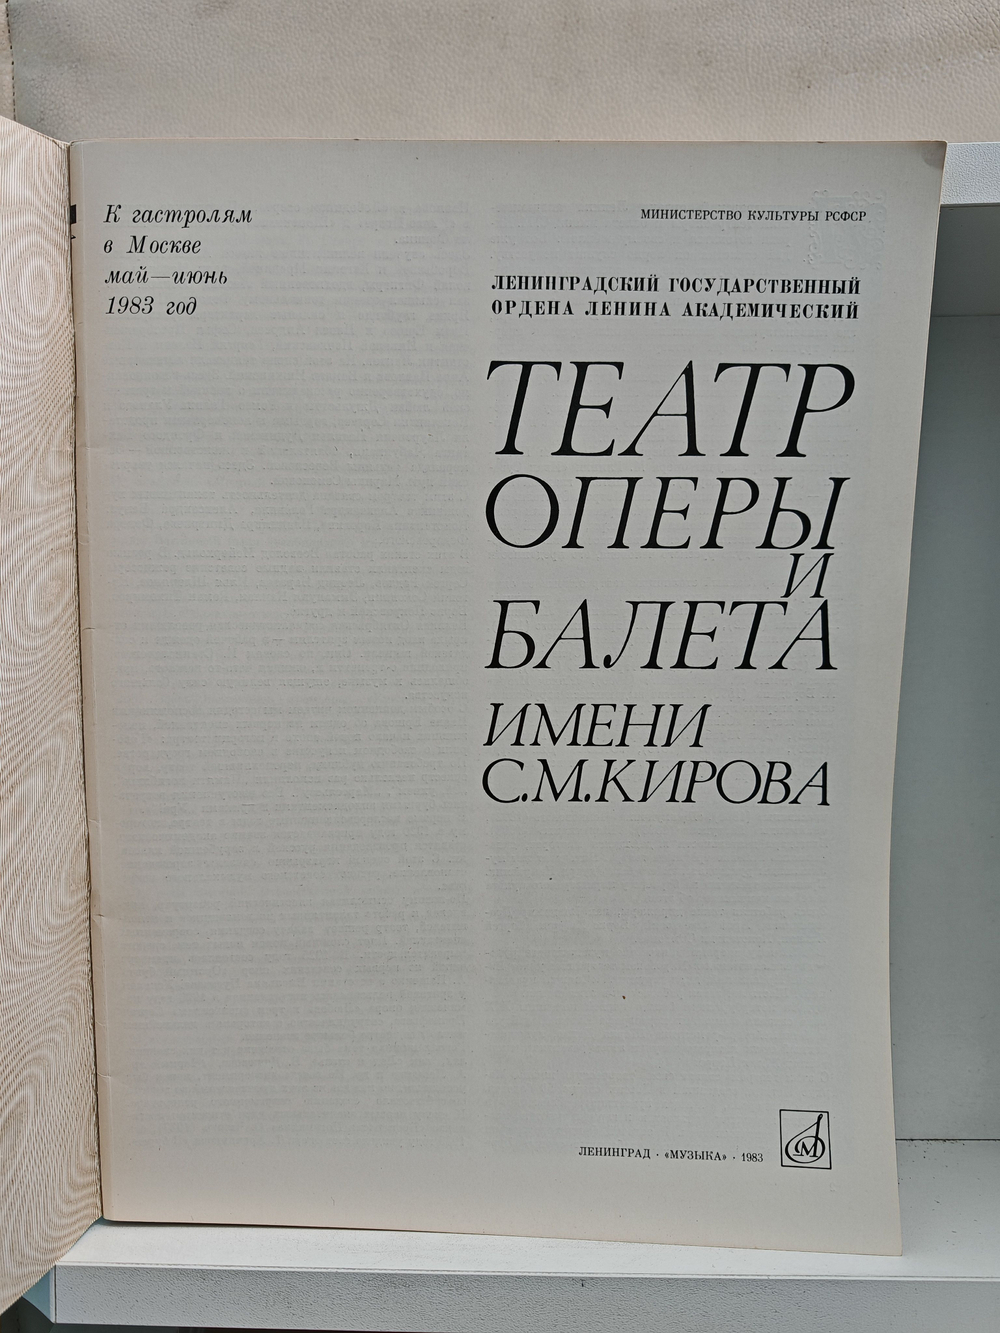 К гастролям
в Москве
май—июнь
1983 год
МИНИСТЕРСТВО КУЛЬТУРЫ РСФСР
ЛЕНИНГРАДСКИЙ ГОСУДАРСТВЕННЫЙ
ОРДЕНА ЛЕНИНА АКАДЕМИЧЕСКИЙ
ТЕАТР
ОПЕРЫ
И
БАЛЕТА
ИМЕНИ
С.М.КИРОВА
ЛЕНИНГРАД · «МУЗЫКА» · 1983
М